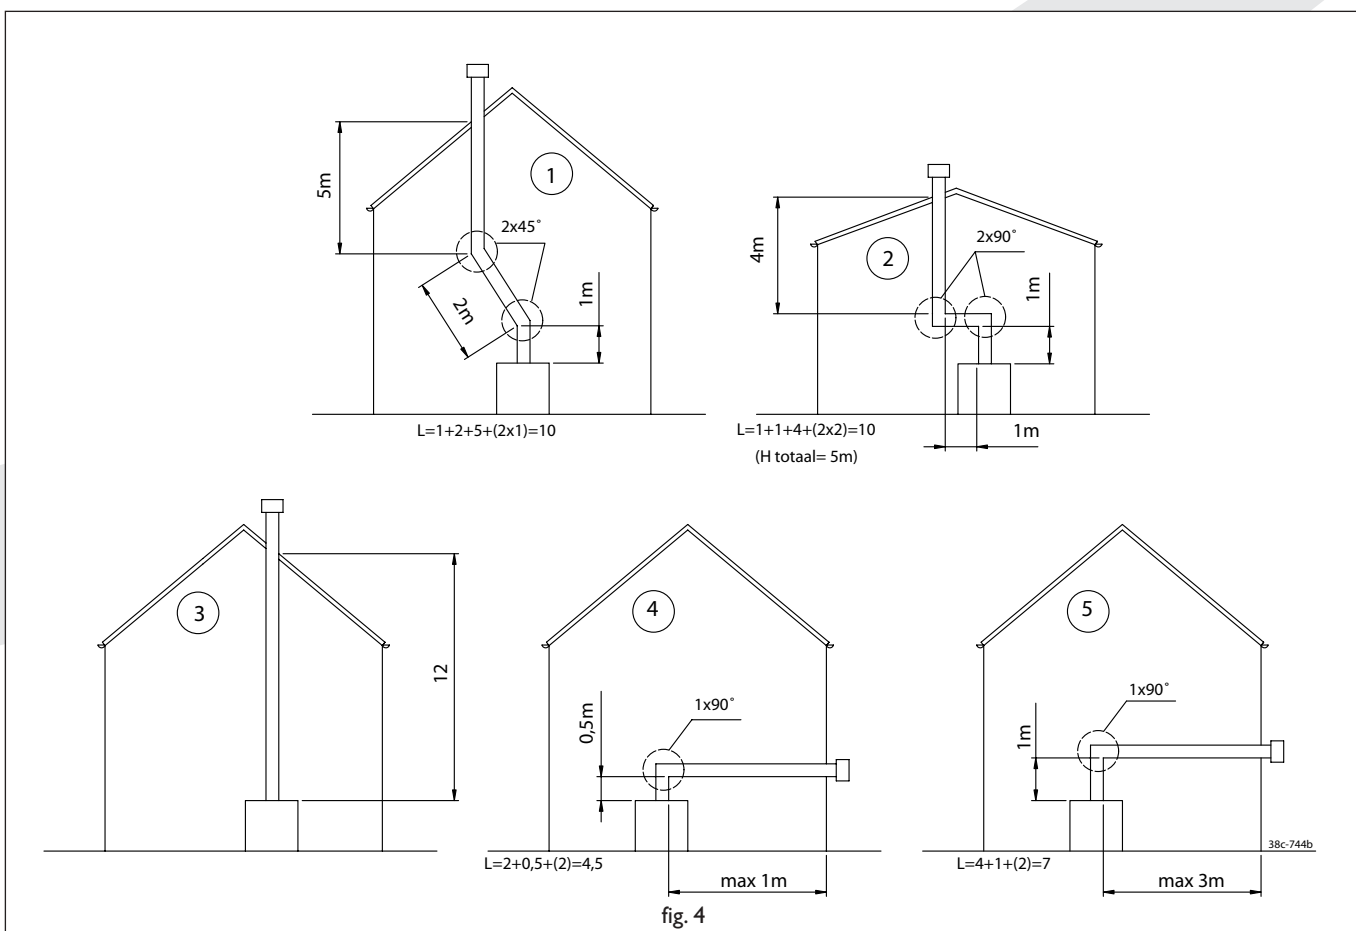 1
5m
2x45°
2m
1m
L=1+2+5+(2x1)=10
2
4m
2x90°
1m
L=1+1+4+(2x2)=10
1m
(H totaal= 5m)
3
12
4
0,5m
1x90°
L=2+0,5+(2)=4,5
max 1m
5
1m
1x90°
38c-744b
L=4+1+(2)=7
max 3m
fig. 4